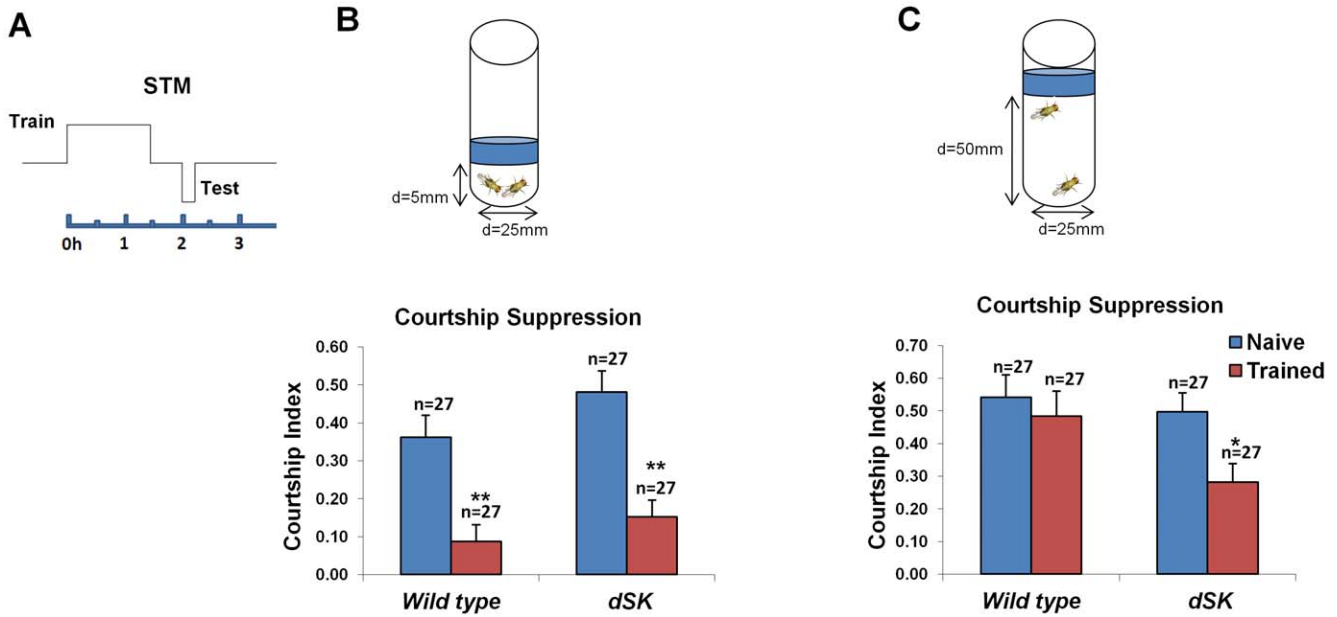 A
STM
Train
Test
0h 1 2 3
B
d=5mm
d=25mm
Courtship Suppression
Courtship Index
0.60
0.50
0.40
0.30
0.20
0.10
0.00
n=27
**
n=27
n=27
**
n=27
Wild type dSK
C
d=50mm
d=25mm
Courtship Suppression
Naive
Trained
Courtship Index
0.70
0.60
0.50
0.40
0.30
0.20
0.10
0.00
n=27
n=27
n=27
*
n=27
Wild type dSK